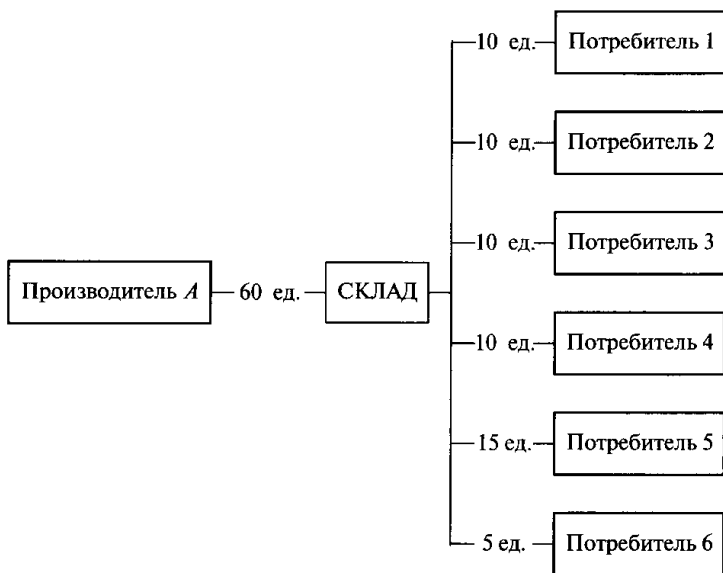 10 ед.
Потребитель 1
10 ед.
Потребитель 2
10 ед.
Потребитель 3
Производитель А
60 ед.
СКЛАД
10 ед.
Потребитель 4
15 ед.
Потребитель 5
5 ед.
Потребитель 6